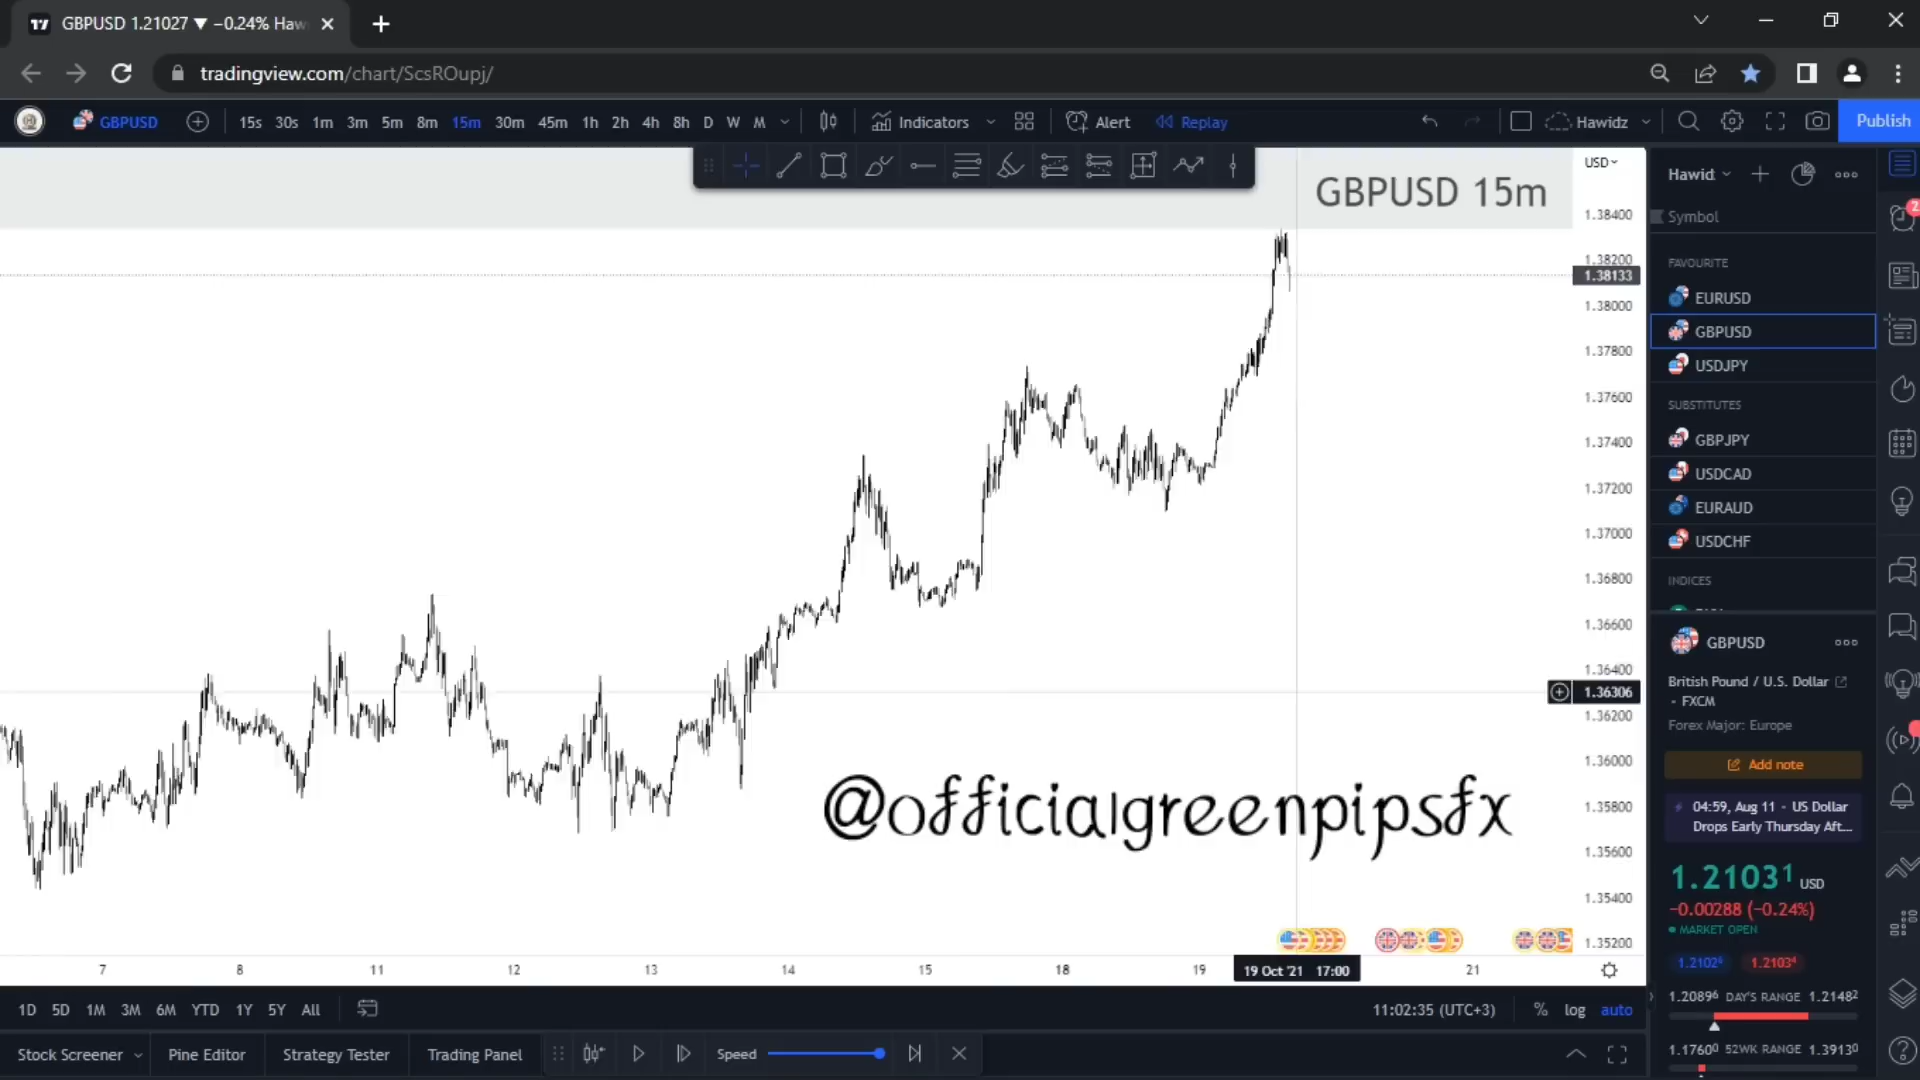 GBPUSD 1.21027 ▼ −0.24% Haw
tradingview.com/chart/ScsROupj/
GBPUSD 15s 30s 1m 3m 5m 8m 15m 30m 45m 1h 2h 4h 8h D W M Indicators Alert Replay Hawidz Publish
GBPUSD 15m
USD
1.38400
1.38200
1.38133
1.38000
1.37800
1.37600
1.37400
1.37200
1.37000
1.36800
1.36600
1.36400
1.36306
1.36200
1.36000
1.35800
1.35600
1.35400
1.35200
@officialgreenpipsfx
7 8 11 12 13 14 15 18 19 19 Oct '21 17:00 21
1D 5D 1M 3M 6M YTD 1Y 5Y All 11:02:35 (UTC+3) % log auto
Stock Screener Pine Editor Strategy Tester Trading Panel Speed
Hawid
Symbol
FAVOURITE
EURUSD
GBPUSD
USDJPY
SUBSTITUTES
GBPJPY
USDCAD
EURAUD
USDCHF
INDICES
GBPUSD
British Pound / U.S. Dollar
- FXCM
Forex Major: Europe
Add note
04:59, Aug 11 - US Dollar
Drops Early Thursday Aft...
1.21031 USD
−0.00288 (−0.24%)
MARKET OPEN
1.21026 1.21034
1.20896 DAY'S RANGE 1.21482
1.17600 52WK RANGE 1.39130
2